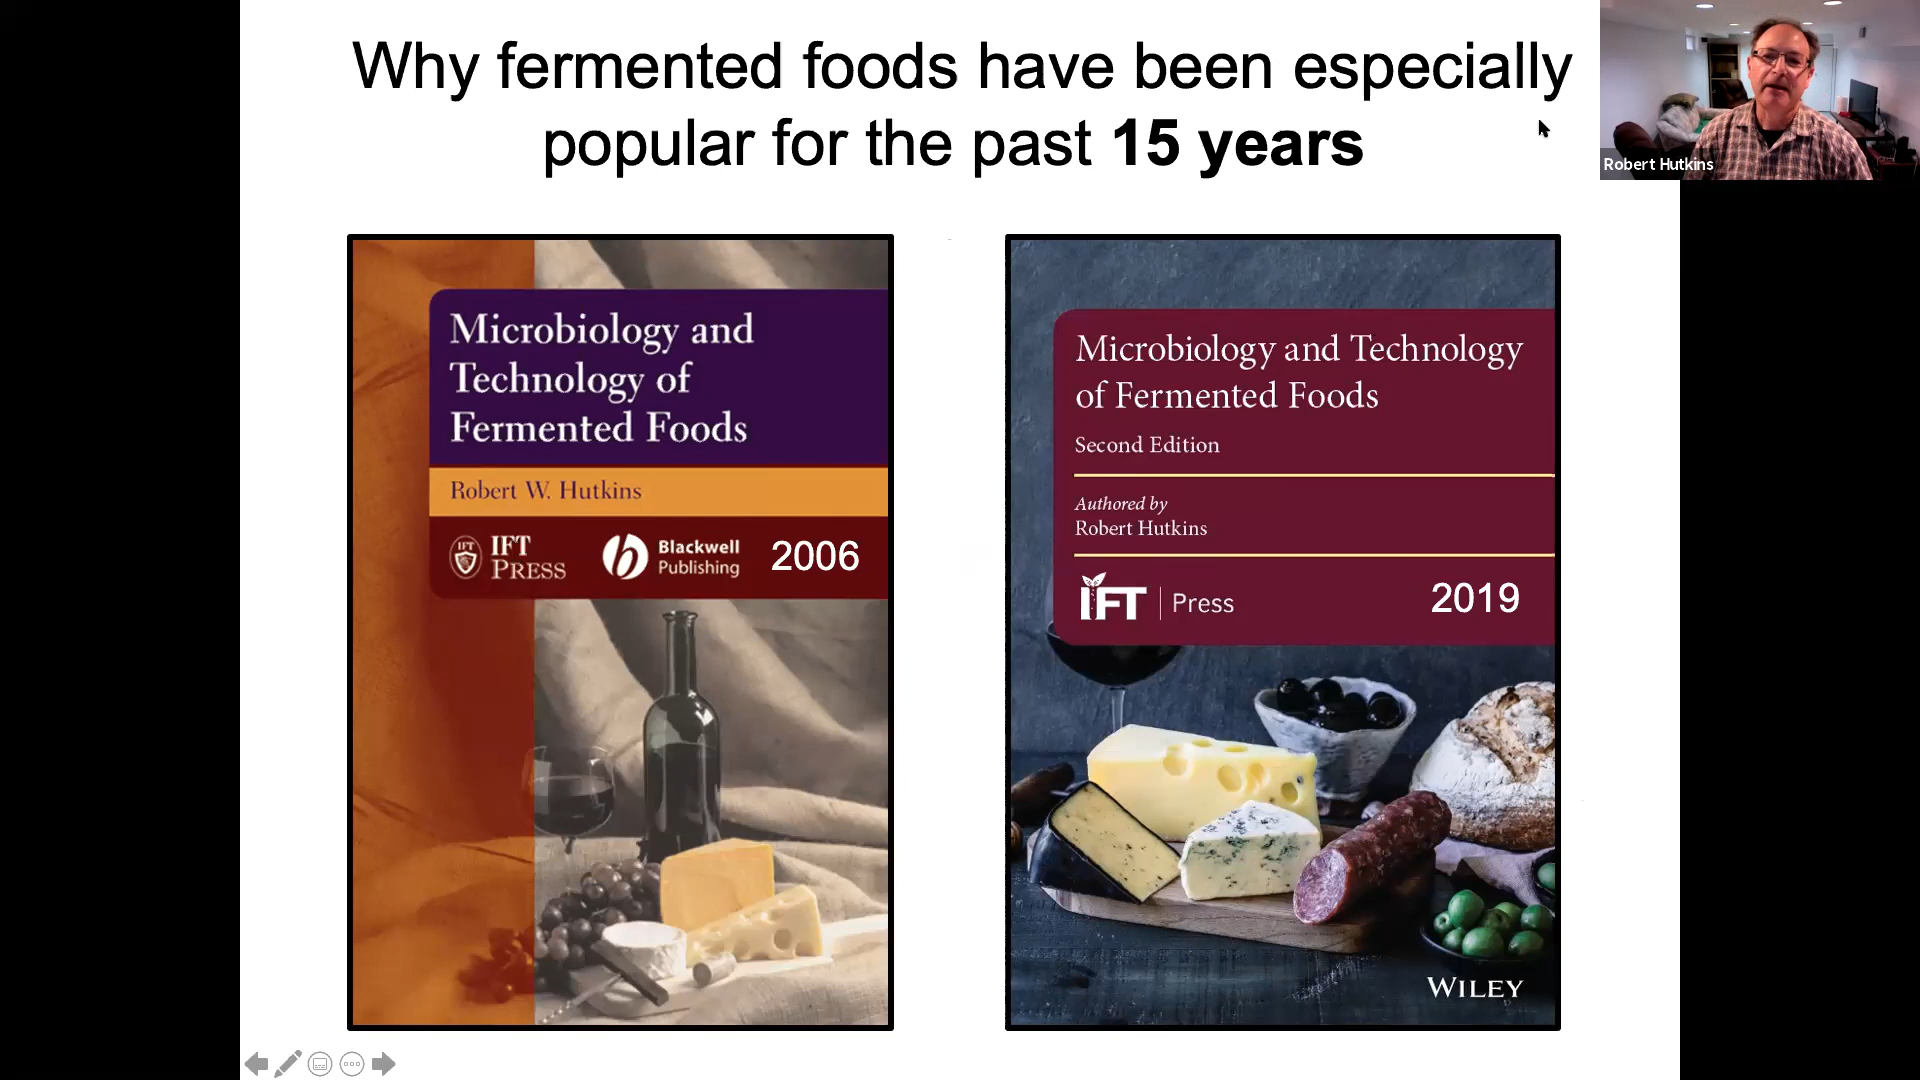 Why fermented foods have been especially
popular for the past 15 years
Robert Hutkins
Microbiology and
Technology of
Fermented Foods
Robert W. Hutkins
IFT
IFT
PRESS
b
Blackwell
Publishing
2006
Microbiology and Technology
of Fermented Foods
Second Edition
Authored by
Robert Hutkins
IFT | Press
2019
WILEY